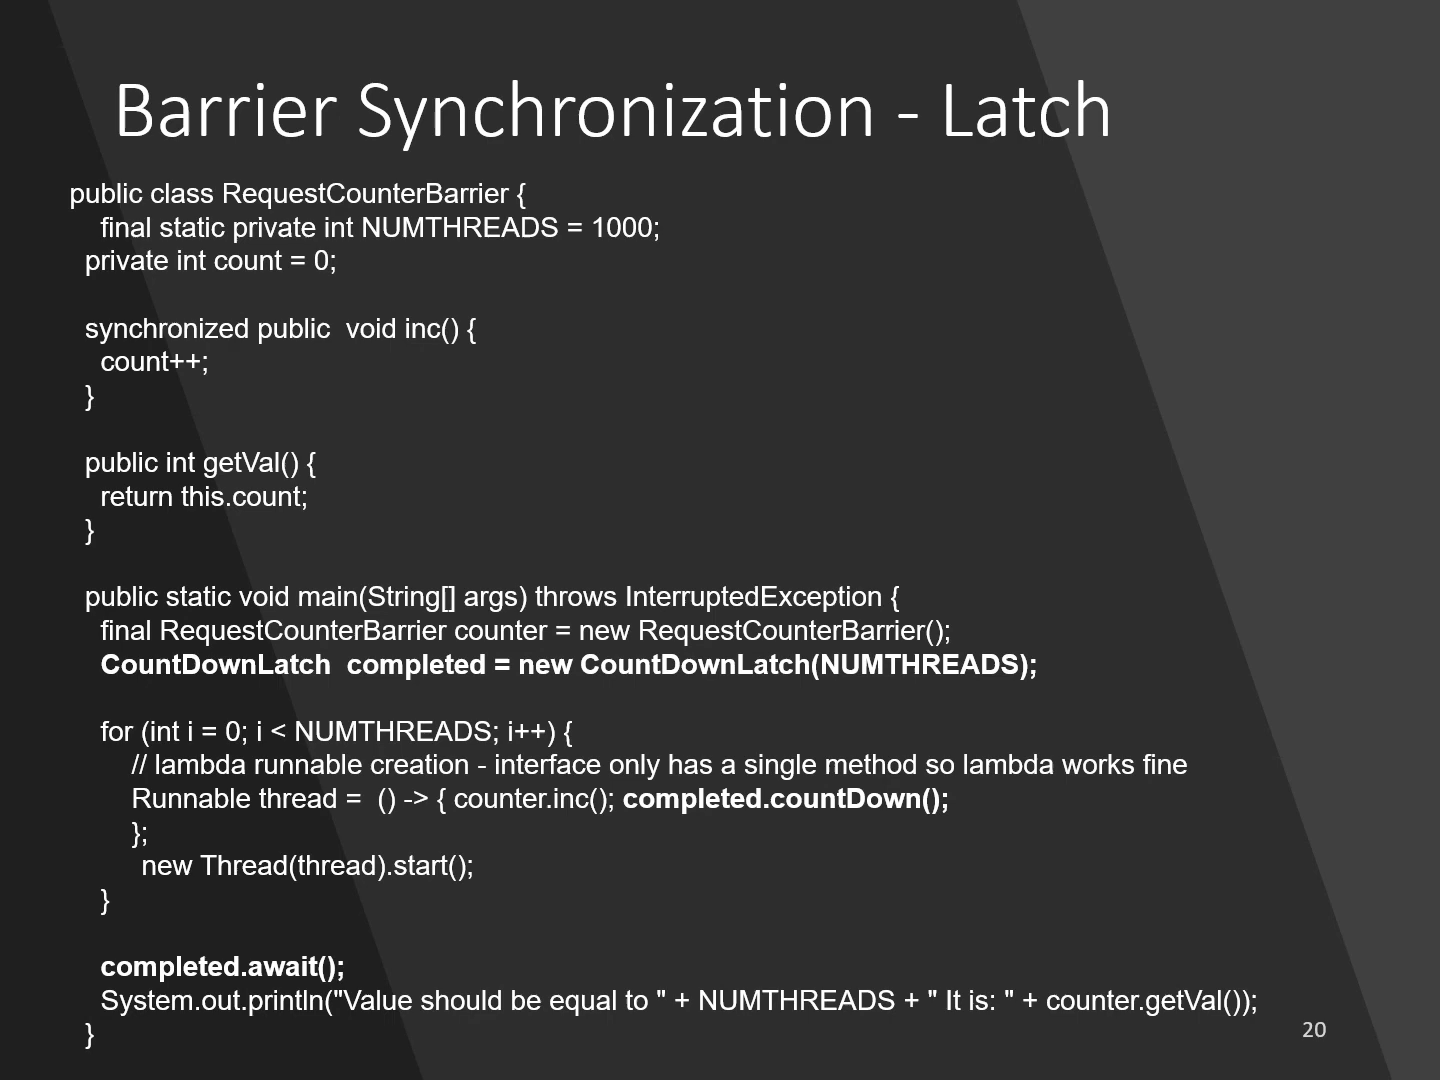 Barrier Synchronization - Latch
public class RequestCounterBarrier {
final static private int NUMTHREADS = 1000;
private int count = 0;
synchronized public  void inc() {
count++;
}
public int getVal() {
return this.count;
}
public static void main(String[] args) throws InterruptedException {
final RequestCounterBarrier counter = new RequestCounterBarrier();
CountDownLatch  completed = new CountDownLatch(NUMTHREADS);
for (int i = 0; i < NUMTHREADS; i++) {
// lambda runnable creation - interface only has a single method so lambda works fine
Runnable thread =  () -> { counter.inc(); completed.countDown();
};
new Thread(thread).start();
}
completed.await();
System.out.println("Value should be equal to " + NUMTHREADS + " It is: " + counter.getVal());
}
20